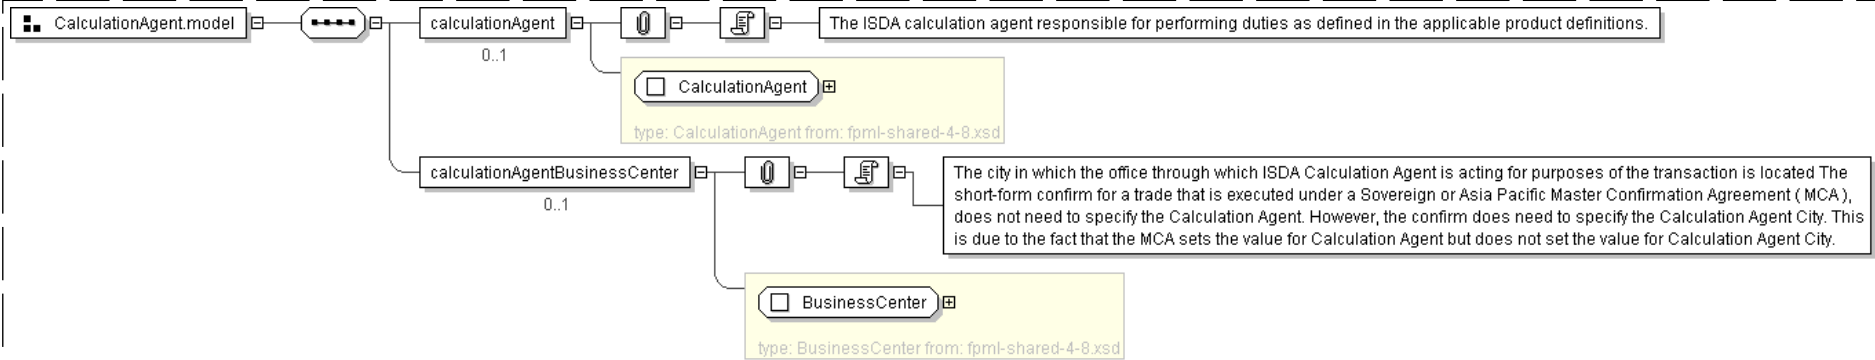 CalculationAgent.model
calculationAgent
The ISDA calculation agent responsible for performing duties as defined in the applicable product definitions.
0..1
CalculationAgent
type: CalculationAgent from: fpml-shared-4-8.xsd
calculationAgentBusinessCenter
0..1
The city in which the office through which ISDA Calculation Agent is acting for purposes of the transaction is located The
short-form confirm for a trade that is executed under a Sovereign or Asia Pacific Master Confirmation Agreement ( MCA ),
does not need to specify the Calculation Agent. However, the confirm does need to specify the Calculation Agent City. This
is due to the fact that the MCA sets the value for Calculation Agent but does not set the value for Calculation Agent City.
BusinessCenter
type: BusinessCenter from: fpml-shared-4-8.xsd